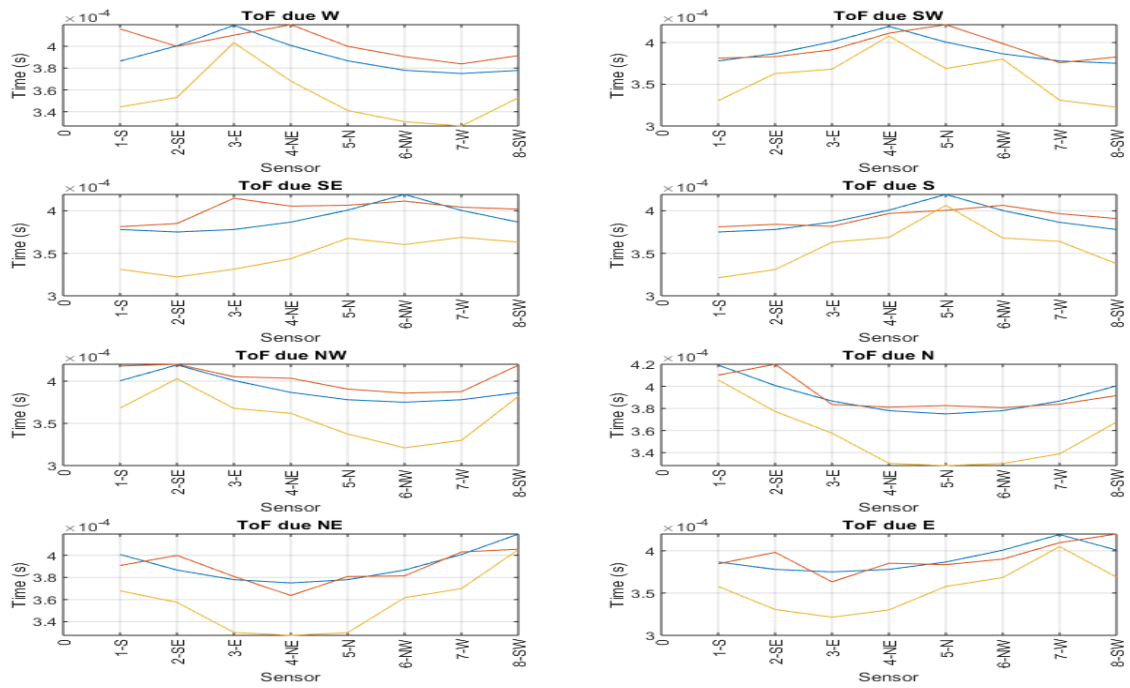 ToF due W
×10⁻⁴
4
3.8
3.6
3.4
Time (s)
0
1-S
2-SE
3-E
4-NE
5-N
6-NW
7-W
8-SW
Sensor
ToF due SW
×10⁻⁴
4
3.5
3
Time (s)
0
1-S
2-SE
3-E
4-NE
5-N
6-NW
7-W
8-SW
Sensor
ToF due SE
×10⁻⁴
4
3.5
3
Time (s)
0
1-S
2-SE
3-E
4-NE
5-N
6-NW
7-W
8-SW
Sensor
ToF due S
×10⁻⁴
4
3.5
3
Time (s)
0
1-S
2-SE
3-E
4-NE
5-N
6-NW
7-W
8-SW
Sensor
ToF due NW
×10⁻⁴
4
3.5
3
Time (s)
0
1-S
2-SE
3-E
4-NE
5-N
6-NW
7-W
8-SW
Sensor
ToF due N
×10⁻⁴
4.2
4
3.8
3.6
3.4
Time (s)
0
1-S
2-SE
3-E
4-NE
5-N
6-NW
7-W
8-SW
Sensor
ToF due NE
×10⁻⁴
4
3.8
3.6
3.4
Time (s)
0
1-S
2-SE
3-E
4-NE
5-N
6-NW
7-W
8-SW
Sensor
ToF due E
×10⁻⁴
4
3.5
3
Time (s)
0
1-S
2-SE
3-E
4-NE
5-N
6-NW
7-W
8-SW
Sensor